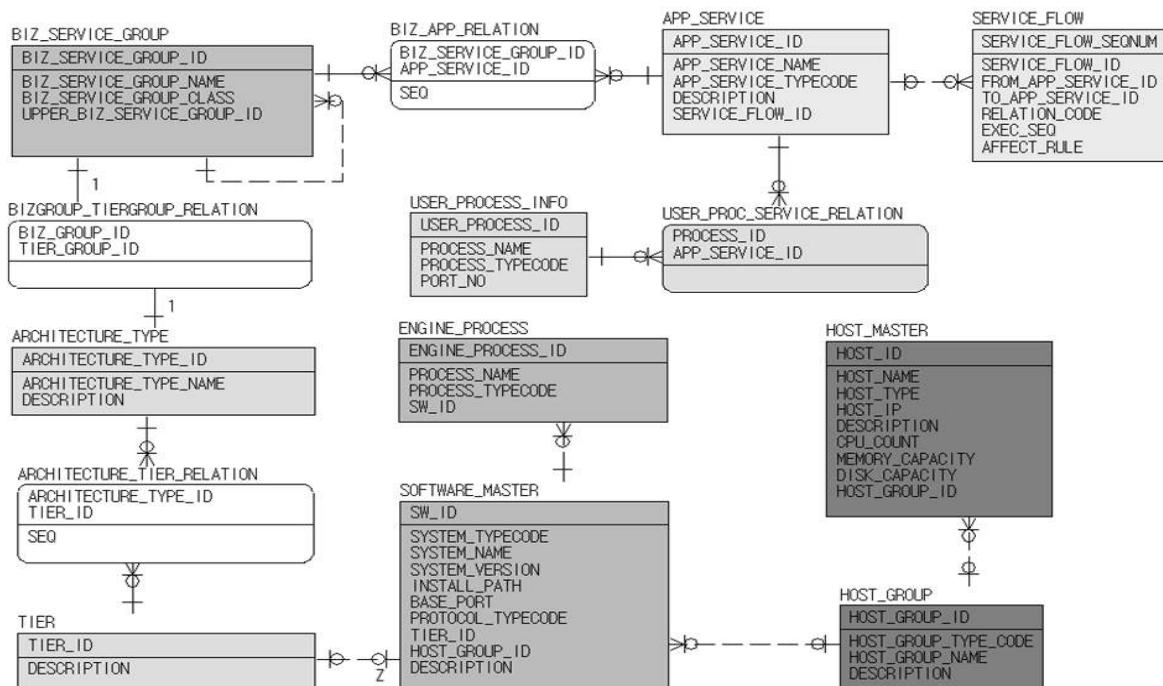 BIZ_SERVICE_GROUP
BIZ_SERVICE_GROUP_ID
BIZ_SERVICE_GROUP_NAME
BIZ_SERVICE_GROUP_CLASS
UPPER_BIZ_SERVICE_GROUP_ID
BIZ_APP_RELATION
BIZ_SERVICE_GROUP_ID
APP_SERVICE_ID
SEQ
APP_SERVICE
APP_SERVICE_ID
APP_SERVICE_NAME
APP_SERVICE_TYPECODE
DESCRIPTION
SERVICE_FLOW_ID
SERVICE_FLOW
SERVICE_FLOW_SEQNUM
SERVICE_FLOW_ID
FROM_APP_SERVICE_ID
TO_APP_SERVICE_ID
RELATION_CODE
EXEC_SEQ
AFFECT_RULE
1
BIZGROUP_TIERGROUP_RELATION
BIZ_GROUP_ID
TIER_GROUP_ID
1
USER_PROCESS_INFO
USER_PROCESS_ID
PROCESS_NAME
PROCESS_TYPECODE
PORT_NO
USER_PROC_SERVICE_RELATION
PROCESS_ID
APP_SERVICE_ID
ARCHITECTURE_TYPE
ARCHITECTURE_TYPE_ID
ARCHITECTURE_TYPE_NAME
DESCRIPTION
ENGINE_PROCESS
ENGINE_PROCESS_ID
PROCESS_NAME
PROCESS_TYPECODE
SW_ID
HOST_MASTER
HOST_ID
HOST_NAME
HOST_TYPE
HOST_IP
DESCRIPTION
CPU_COUNT
MEMORY_CAPACITY
DISK_CAPACITY
HOST_GROUP_ID
ARCHITECTURE_TIER_RELATION
ARCHITECTURE_TYPE_ID
TIER_ID
SEQ
SOFTWARE_MASTER
SW_ID
SYSTEM_TYPECODE
SYSTEM_NAME
SYSTEM_VERSION
INSTALL_PATH
BASE_PORT
PROTOCOL_TYPECODE
TIER_ID
HOST_GROUP_ID
DESCRIPTION
TIER
TIER_ID
DESCRIPTION
Z
HOST_GROUP
HOST_GROUP_ID
HOST_GROUP_TYPE_CODE
HOST_GROUP_NAME
DESCRIPTION